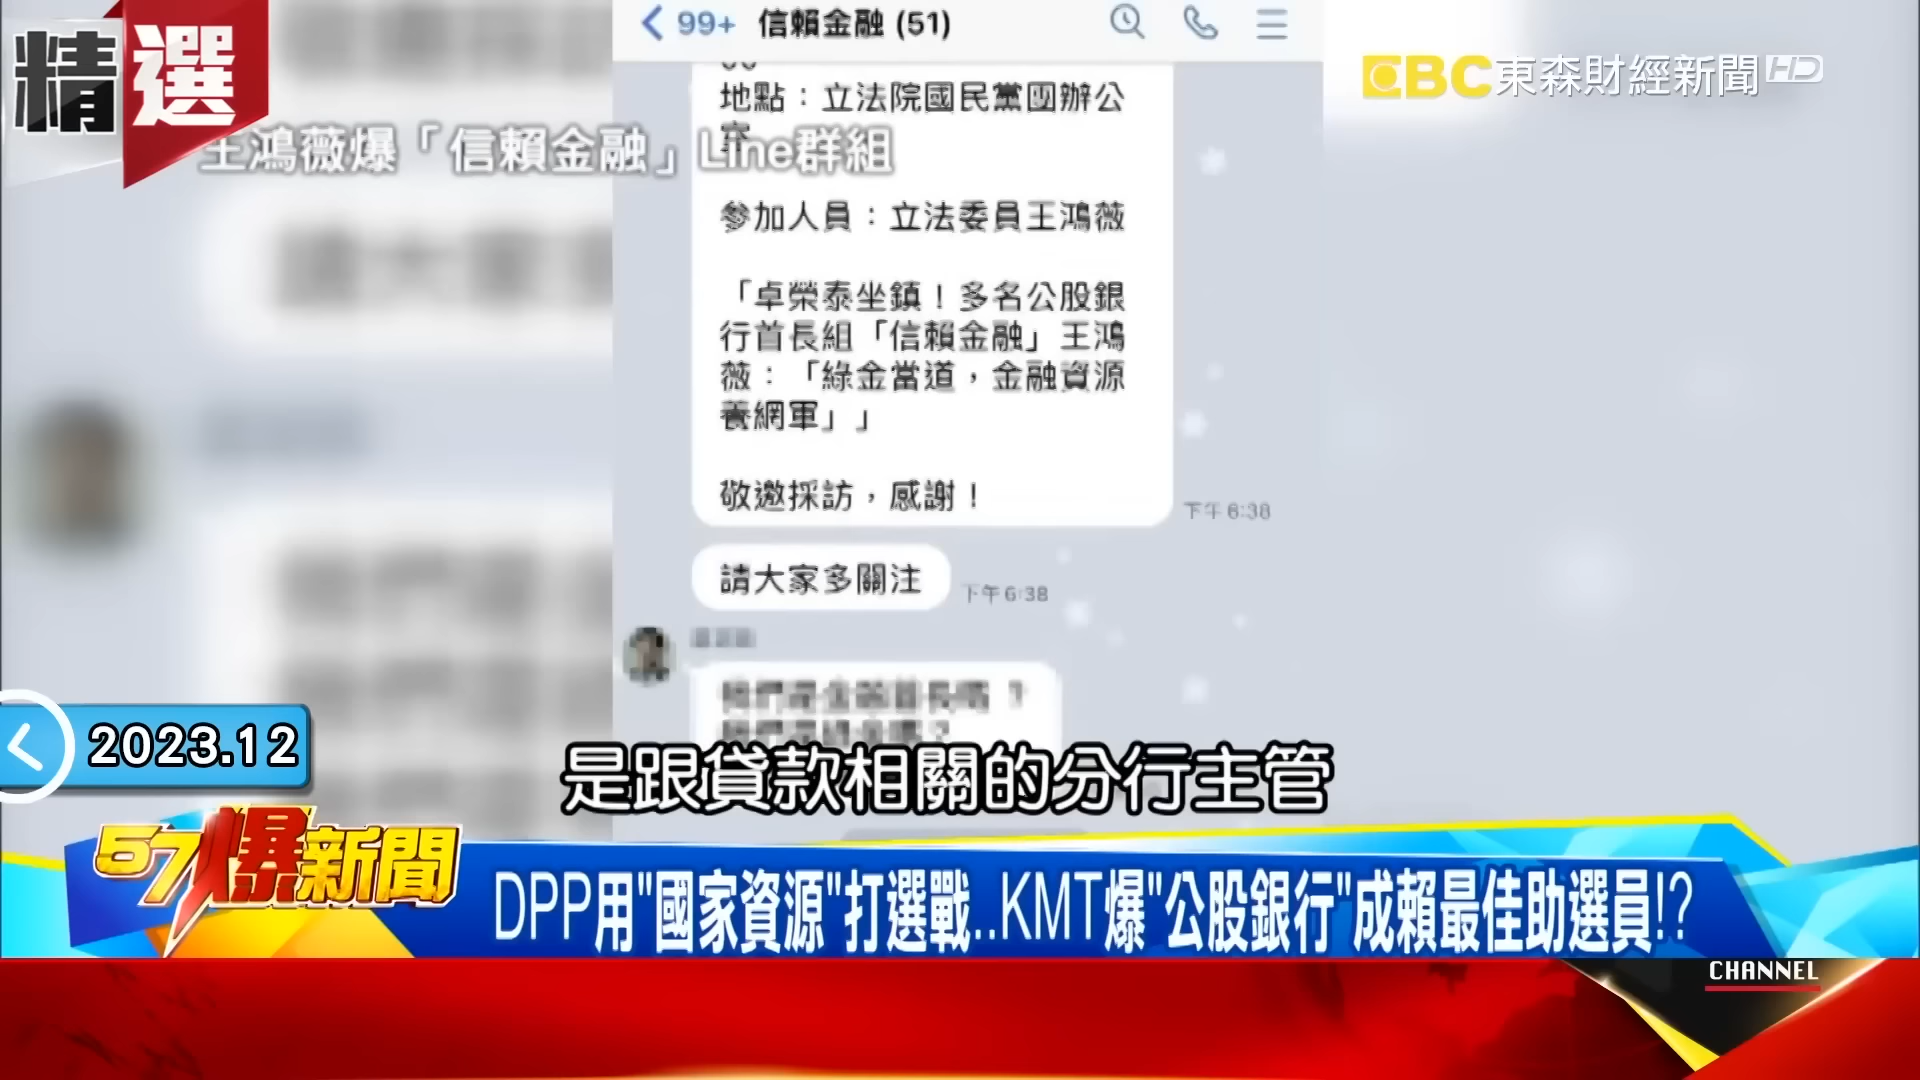 精選
王鴻薇爆「信賴金融」Line群組
99+ 信賴金融 (51)
EBC東森財經新聞HD
地點：立法院國民黨團辦公
室
參加人員：立法委員王鴻薇
「卓榮泰坐鎮！多名公股銀
行首長組「信賴金融」王鴻
薇：「綠金當道，金融資源
養網軍」」
敬邀採訪，感謝！
下午6:38
請大家多關注
下午6:38
2023.12
是跟貸款相關的分行主管
57爆新聞
DPP用"國家資源"打選戰..KMT爆"公股銀行"成賴最佳助選員!?
CHANNEL